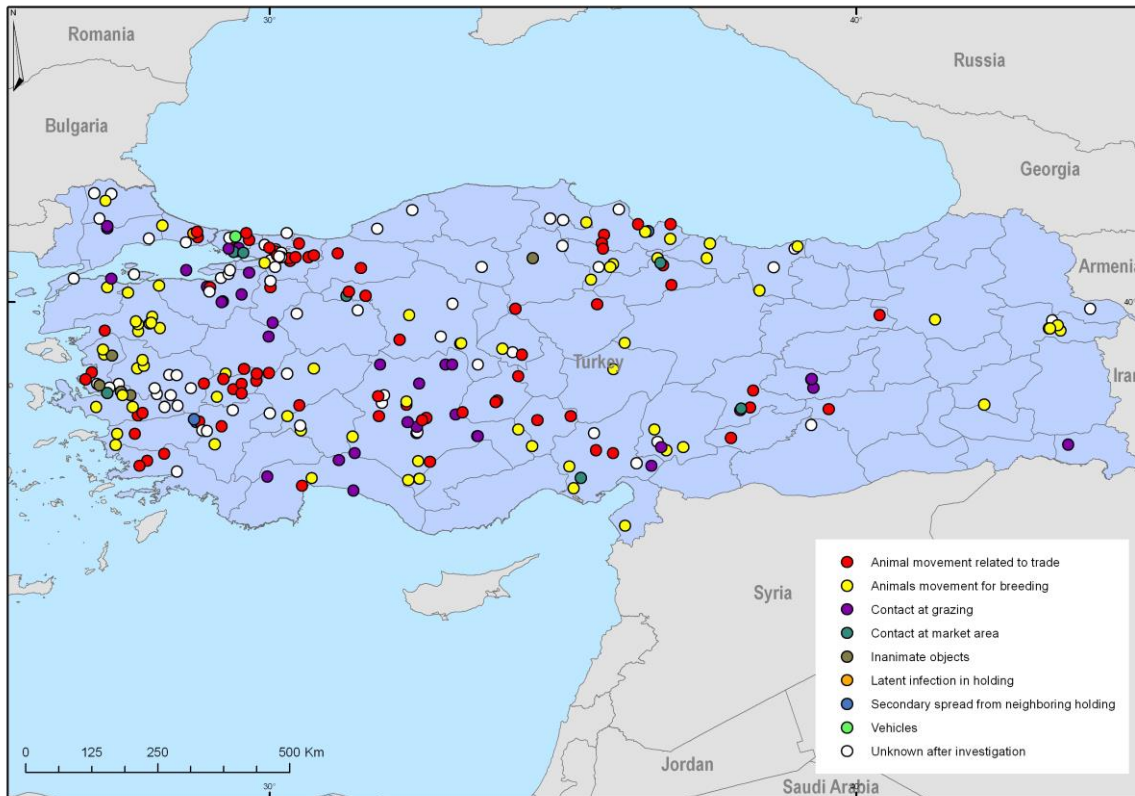 30°
40°
N
Romania
Russia
Bulgaria
Georgia
Armenia
40°
Turkey
Iran
Syria
Animal movement related to trade
Animals movement for breeding
Contact at grazing
Contact at market area
Inanimate objects
Latent infection in holding
Secondary spread from neighboring holding
Vehicles
Unknown after investigation
0 125 250 500 Km
Jordan
Saudi Arabia
30°